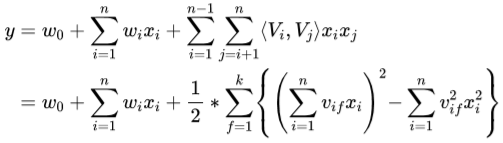 y = w_0 + \sum_{i=1}^{n} w_i x_i + \sum_{i=1}^{n-1} \sum_{j=i+1}^{n} \langle V_i, V_j \rangle x_i x_j
= w_0 + \sum_{i=1}^{n} w_i x_i + \frac{1}{2} * \sum_{f=1}^{k} \left\{ \left( \sum_{i=1}^{n} v_{if} x_i \right)^2 - \sum_{i=1}^{n} v_{if}^2 x_i^2 \right\}